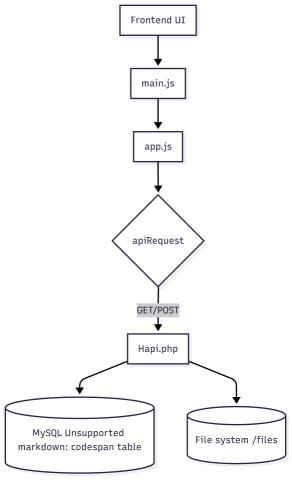 Frontend UI
main.js
app.js
apiRequest
GET/POST
Hapi.php
MySQL Unsupported
markdown: codespan table
File system /files